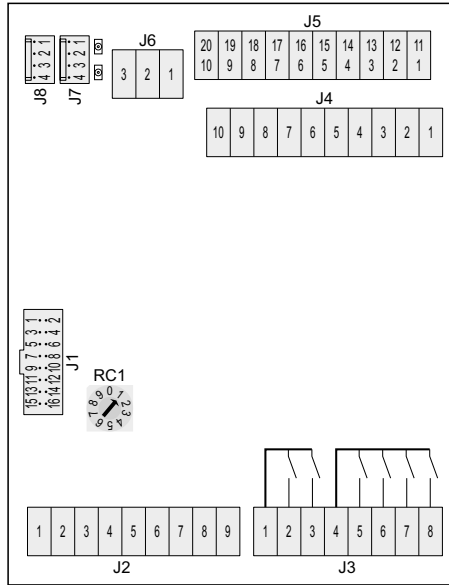 J5
J6
20 19 18 17 16 15 14 13 12 11
10 9 8 7 6 5 4 3 2 1
4 3 2 1
4 3 2 1
3 2 1
J8
J7
J4
10 9 8 7 6 5 4 3 2 1
15 13 11 9 7 5 3 1
16 14 12 10 8 6 4 2
J1
RC1
0 1 2 3 4 5 6 7 8 9
1 2 3 4 5 6 7 8 9
1 2 3 4 5 6 7 8
J2
J3